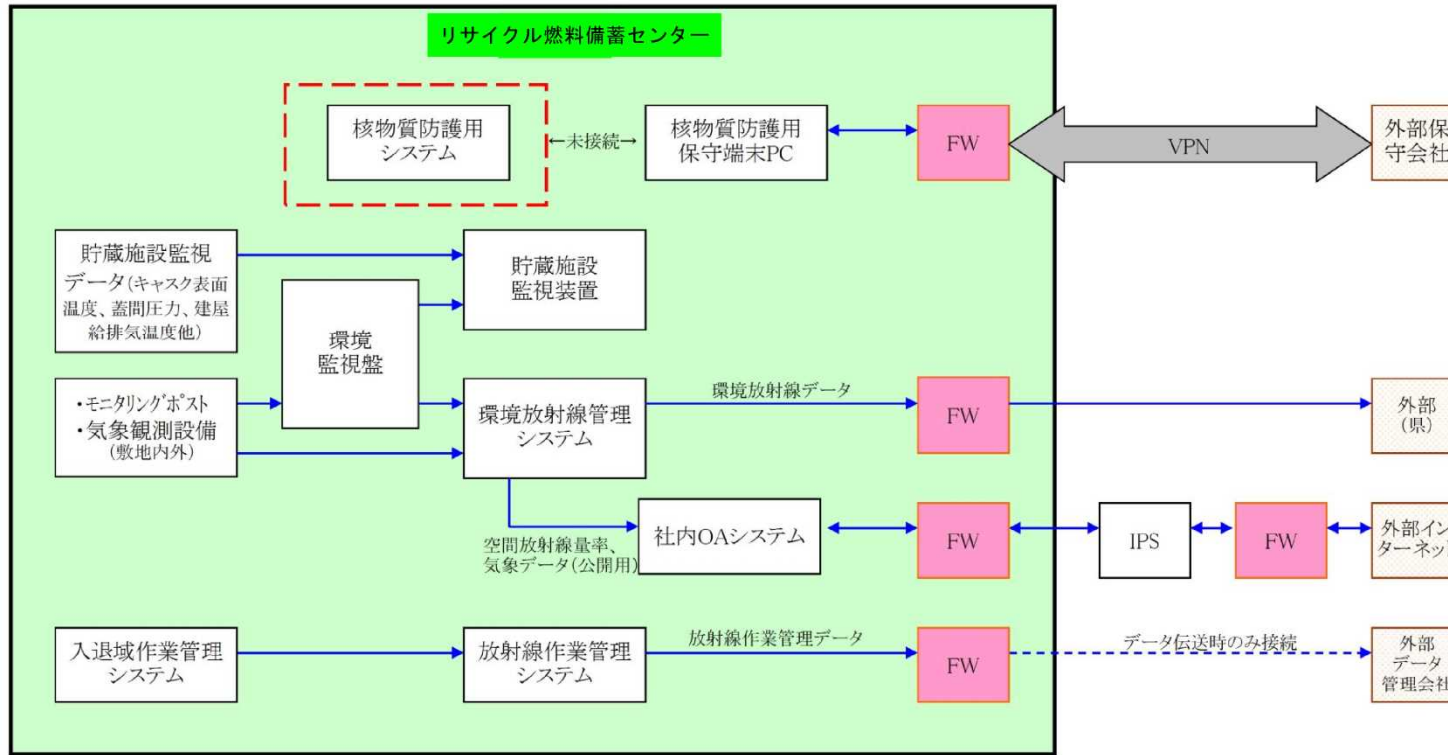 リサイクル燃料備蓄センター
核物質防護用
システム
←未接続→
核物質防護用
保守端末PC
FW
VPN
外部保
守会社
貯蔵施設監視
データ(キャスク表面
温度、蓋間圧力、建屋
給排気温度他)
環境
監視盤
貯蔵施設
監視装置
・モニタリングポスト
・気象観測設備
(敷地内外)
環境放射線管理
システム
環境放射線データ
FW
外部
(県)
空間放射線量率、
気象データ(公開用)
社内OAシステム
FW
IPS
FW
外部イン
ターネット
入退域作業管理
システム
放射線作業管理
システム
放射線作業管理データ
FW
データ伝送時のみ接続
外部
データ
管理会社